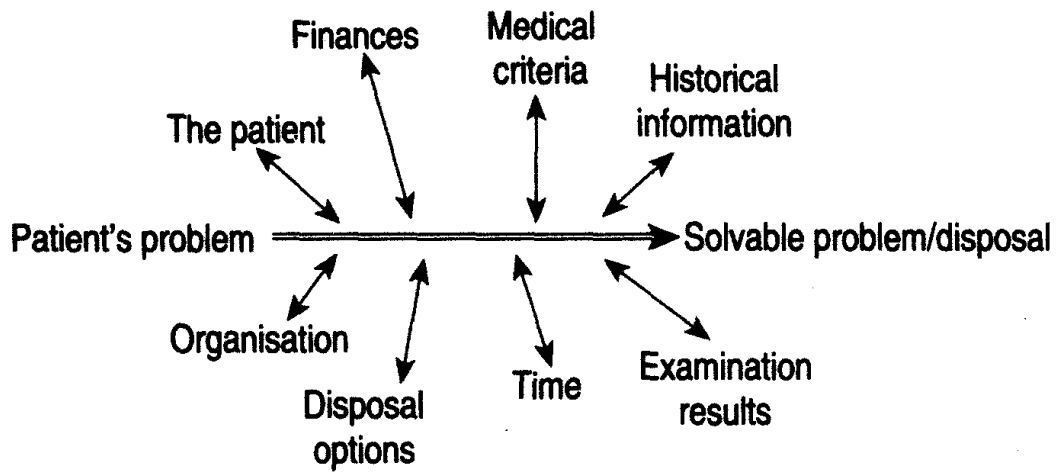 Finances
Medical
criteria
Historical
information
The patient
Patient's problem
Solvable problem/disposal
Organisation
Disposal
options
Time
Examination
results